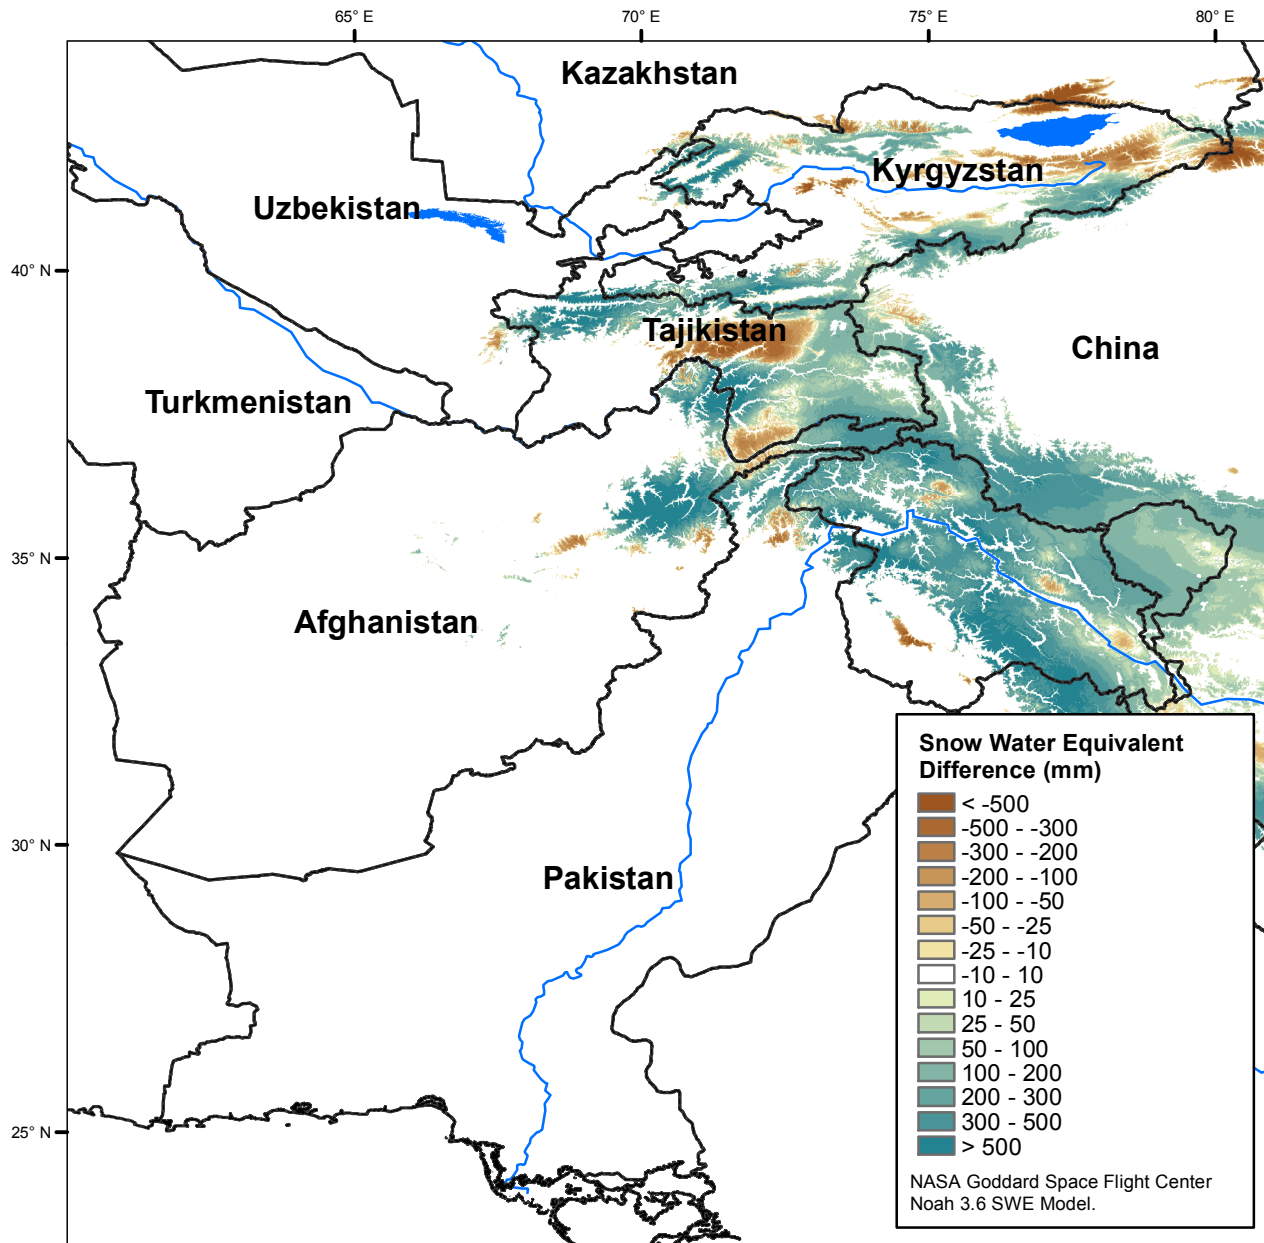 65° E
70° E
75° E
80° E
Kazakhstan
Kyrgyzstan
Uzbekistan
40° N
Tajikistan
China
Turkmenistan
35° N
Afghanistan
Snow Water Equivalent
Difference (mm)
< -500
-500 - -300
-300 - -200
-200 - -100
-100 - -50
-50 - -25
-25 - -10
-10 - 10
10 - 25
25 - 50
50 - 100
100 - 200
200 - 300
300 - 500
> 500
NASA Goddard Space Flight Center
Noah 3.6 SWE Model.
30° N
Pakistan
25° N